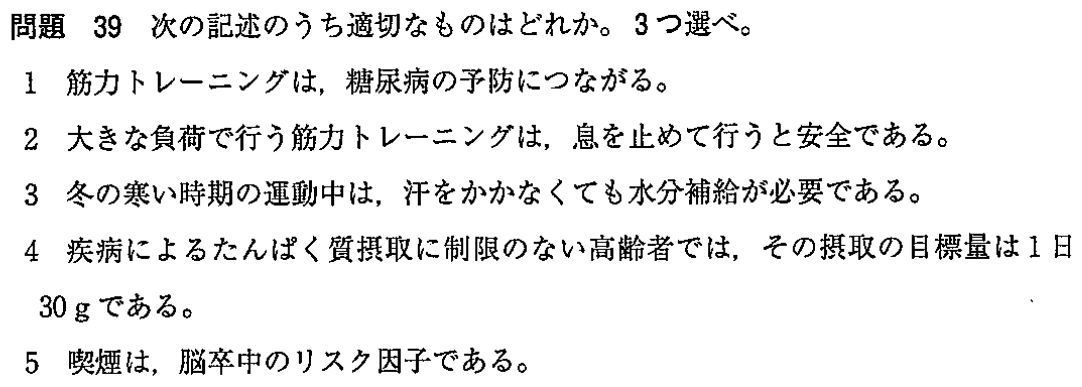 問題 39 次の記述のうち適切なものはどれか。3つ選べ。
1 筋力トレーニングは，糖尿病の予防につながる。
2 大きな負荷で行う筋力トレーニングは，息を止めて行うと安全である。
3 冬の寒い時期の運動中は，汗をかかなくても水分補給が必要である。
4 疾病によるたんぱく質摂取に制限のない高齢者では，その摂取の目標量は1日
30gである。
5 喫煙は，脳卒中のリスク因子である。